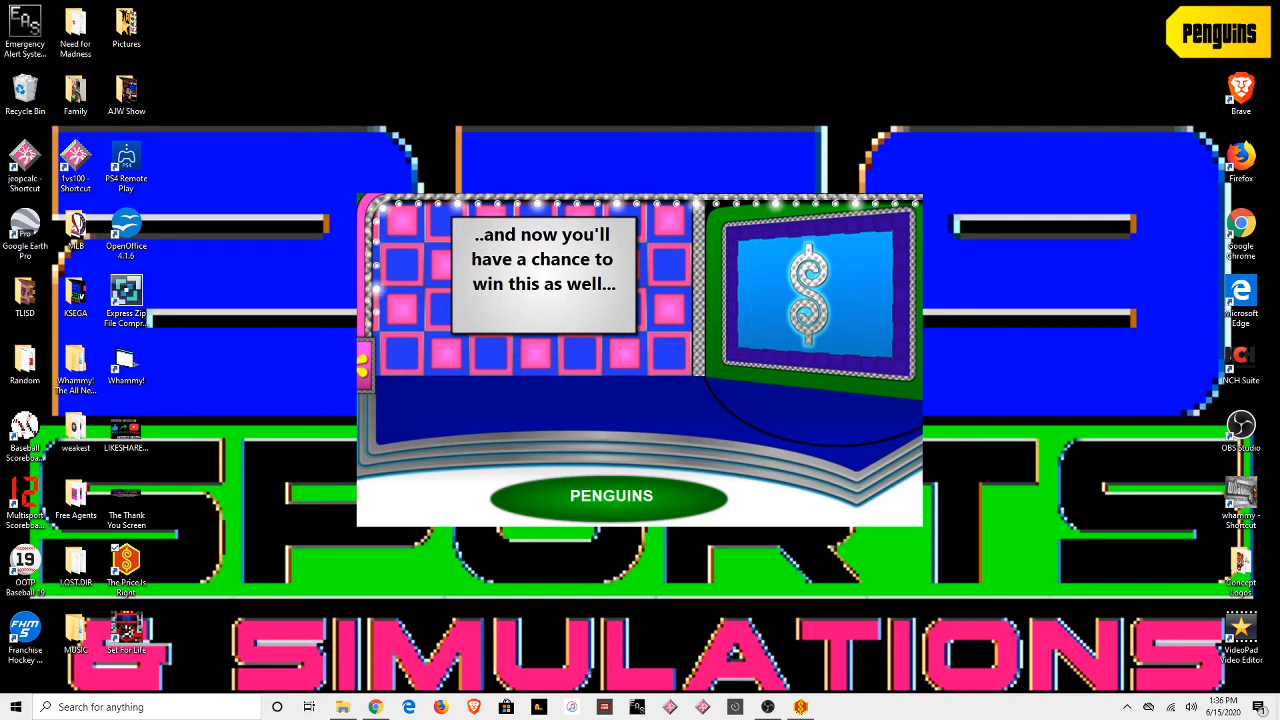 Emergency
Alert Syste...
Need for
Madness
Pictures
PENGUINS
Recycle Bin
Family
AJW Show
Brave
jeopcalc -
Shortcut
1vs100 -
Shortcut
PS4 Remote
Play
Firefox
Google Earth
Pro
MLB
OpenOffice
4.1.6
Google
Chrome
..and now you'll
have a chance to
win this as well...
TLISD
KSEGA
Express Zip
File Compr...
Microsoft
Edge
Random
Whammy!
The All Ne...
Whammy!
NCH Suite
Baseball
Scoreboa...
weakest
LIKESHARE...
OBS Studio
PENGUINS
Multisport
Scoreboa...
Free Agents
The Thank
You Screen
whammy -
Shortcut
OOTP
Baseball 19
LOST.DIR
The Price Is
Right
Concept
Logos
SPORTS
Franchise
Hockey ...
MUSIC
Set For Life
VideoPad
Video Editor
& SIMULATIONS
Search for anything
1:36 PM
6/15/2020